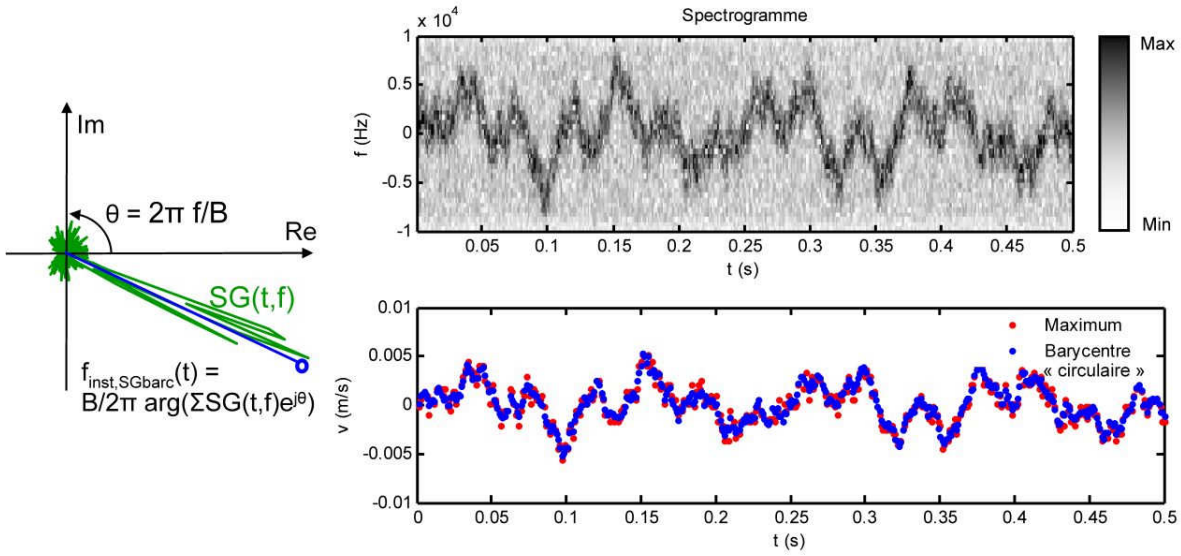 Im
θ = 2π f/B
Re
SG(t,f)
f_inst,SGbarc(t) =
B/2π arg(ΣSG(t,f)e^jθ)
Spectrogramme
x 10^4
1
0.5
0
-0.5
-1
f (Hz)
0.05 0.1 0.15 0.2 0.25 0.3 0.35 0.4 0.45 0.5
t (s)
Max
Min
0.01
0.005
0
-0.005
-0.01
v (m/s)
Maximum
Barycentre
« circulaire »
0 0.05 0.1 0.15 0.2 0.25 0.3 0.35 0.4 0.45 0.5
t (s)